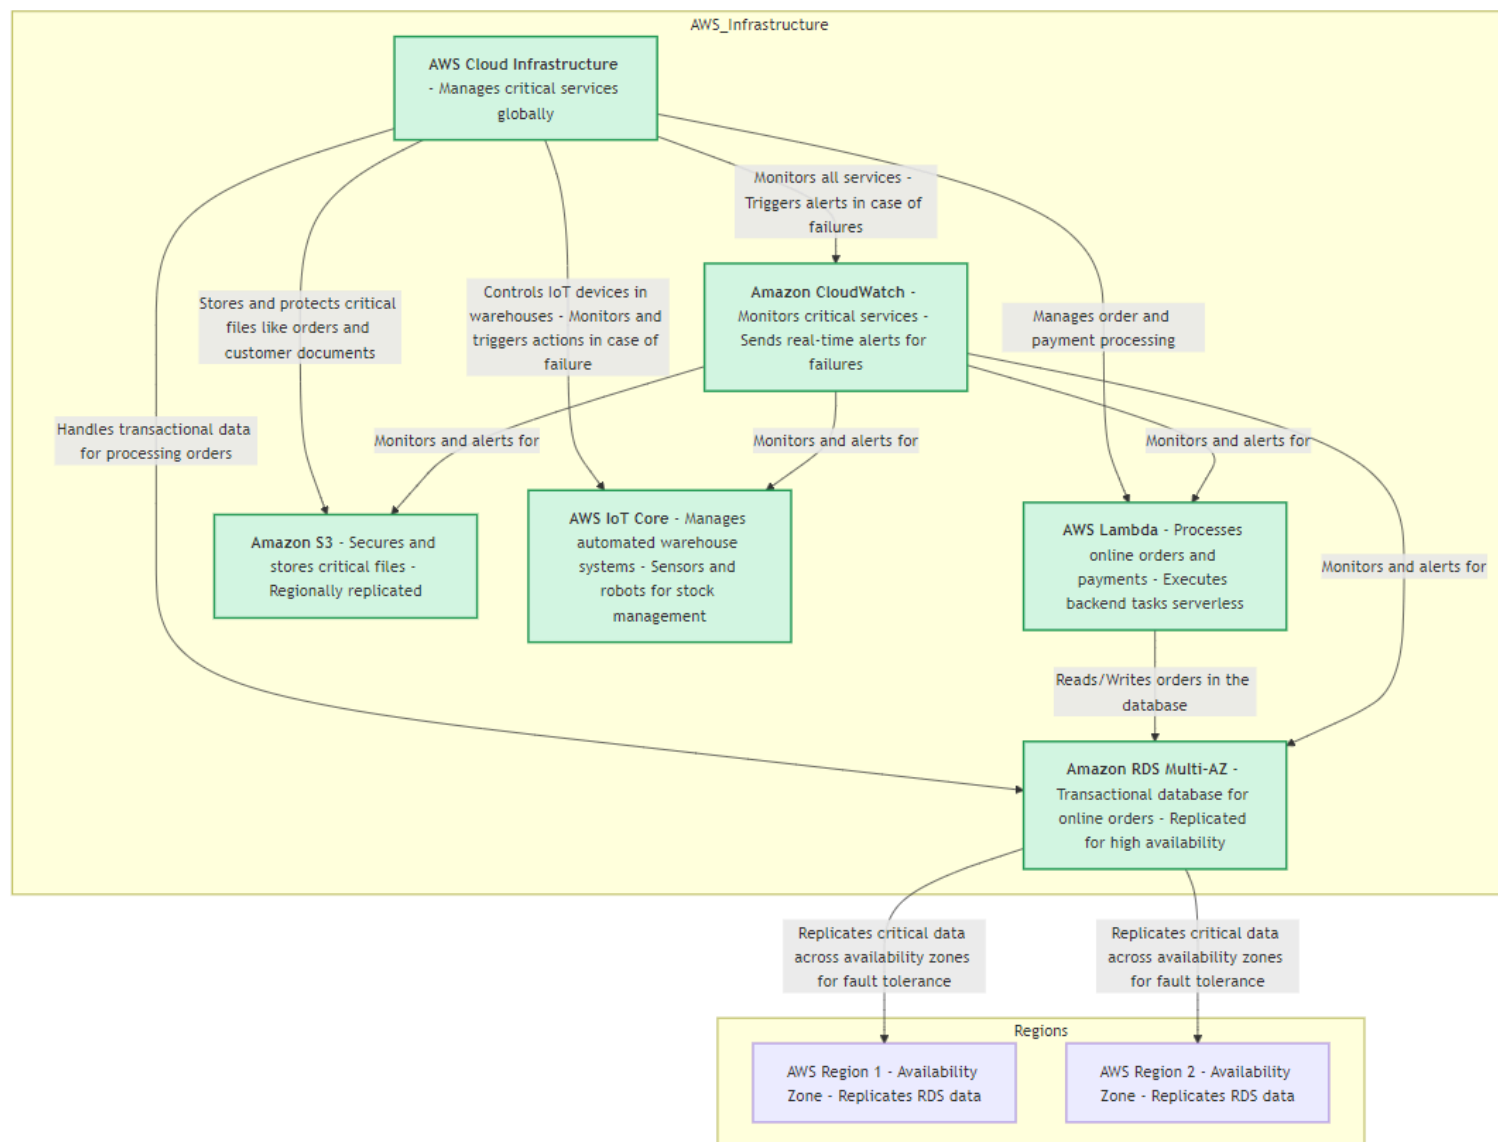 AWS_Infrastructure
AWS Cloud Infrastructure
- Manages critical services
globally
Monitors all services -
Triggers alerts in case of
failures
Stores and protects critical
files like orders and
customer documents
Controls IoT devices in
warehouses - Monitors and
triggers actions in case of
failure
Amazon CloudWatch -
Monitors critical services -
Sends real-time alerts for
failures
Manages order and
payment processing
Handles transactional data
for processing orders
Monitors and alerts for
Monitors and alerts for
Monitors and alerts for
Amazon S3 - Secures and
stores critical files -
Regionally replicated
AWS IoT Core - Manages
automated warehouse
systems - Sensors and
robots for stock
management
AWS Lambda - Processes
online orders and
payments - Executes
backend tasks serverless
Monitors and alerts for
Reads/Writes orders in the
database
Amazon RDS Multi-AZ -
Transactional database for
online orders - Replicated
for high availability
Replicates critical data
across availability zones
for fault tolerance
Replicates critical data
across availability zones
for fault tolerance
Regions
AWS Region 1 - Availability
Zone - Replicates RDS data
AWS Region 2 - Availability
Zone - Replicates RDS data